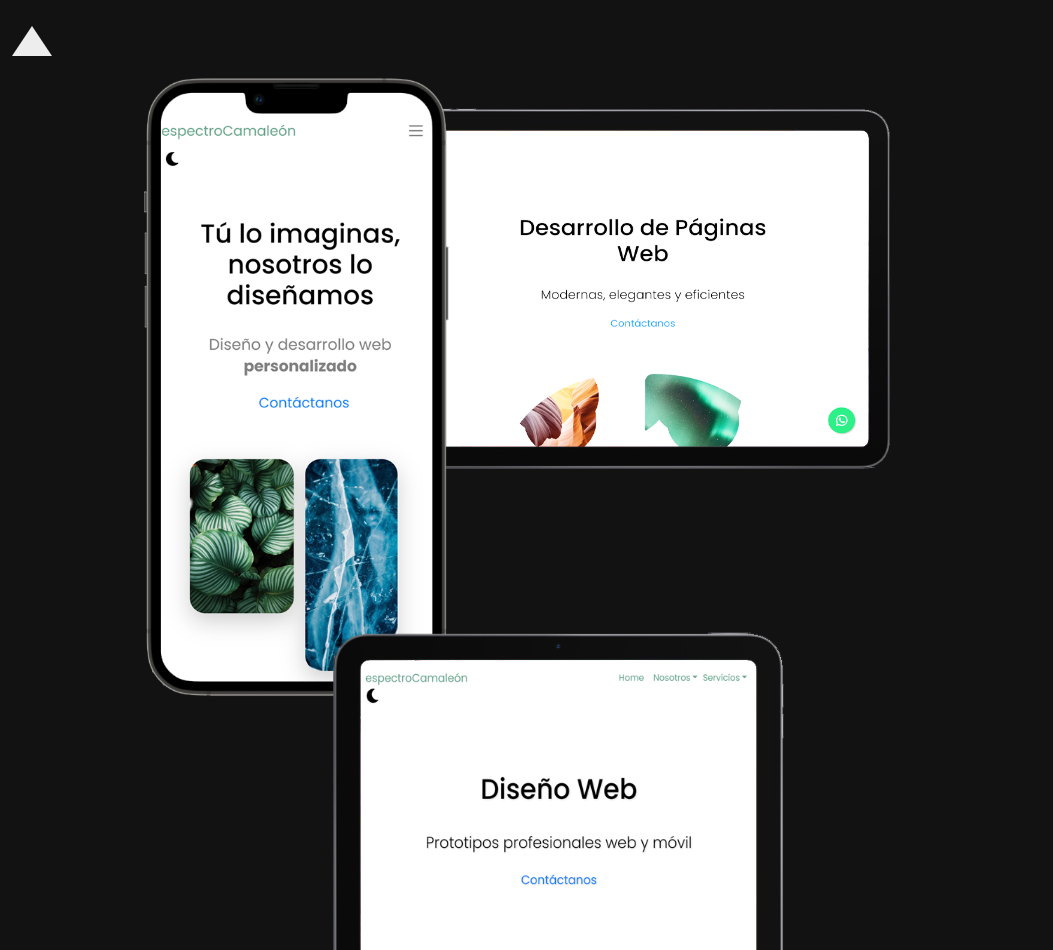 espectroCamaleón
Tú lo imaginas,
nosotros lo
diseñamos
Diseño y desarrollo web
personalizado
Contáctanos
Desarrollo de Páginas
Web
Modernas, elegantes y eficientes
Contáctanos
espectroCamaleón
Home Nosotros Servicios
Diseño Web
Prototipos profesionales web y móvil
Contáctanos